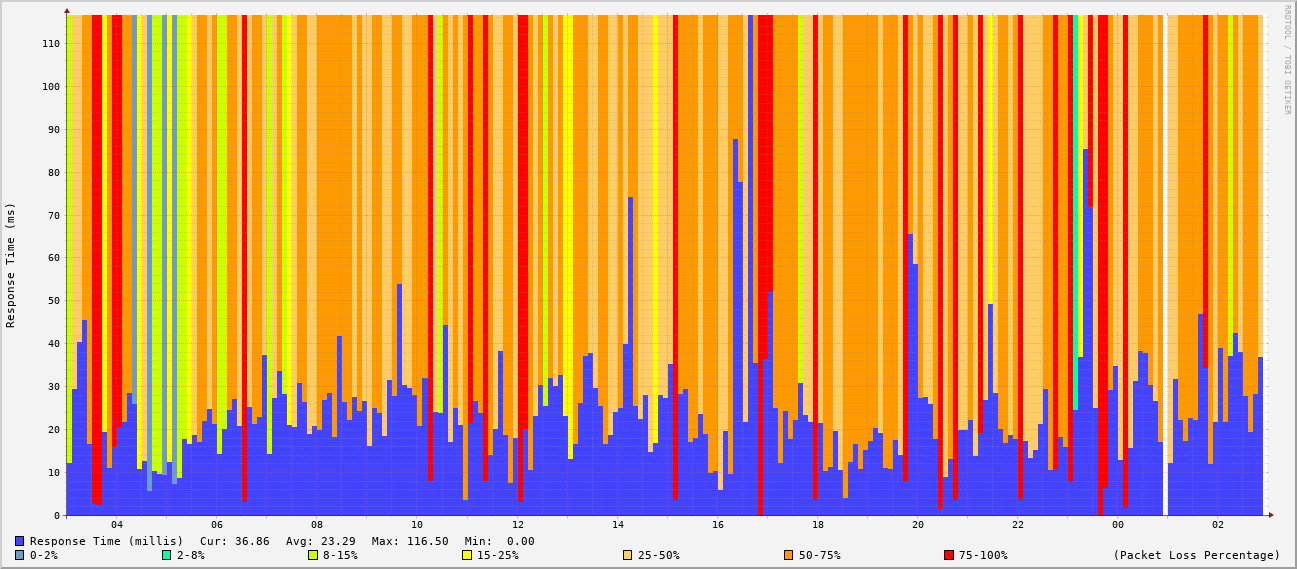 RRDTOOL / TOBI OETIKER
Response Time (ms)
110
100
90
80
70
60
50
40
30
20
10
0
04 06 08 10 12 14 16 18 20 22 00 02
Response Time (millis) Cur: 36.86 Avg: 23.29 Max: 116.50 Min: 0.00
0-2% 2-8% 8-15% 15-25% 25-50% 50-75% 75-100% (Packet Loss Percentage)